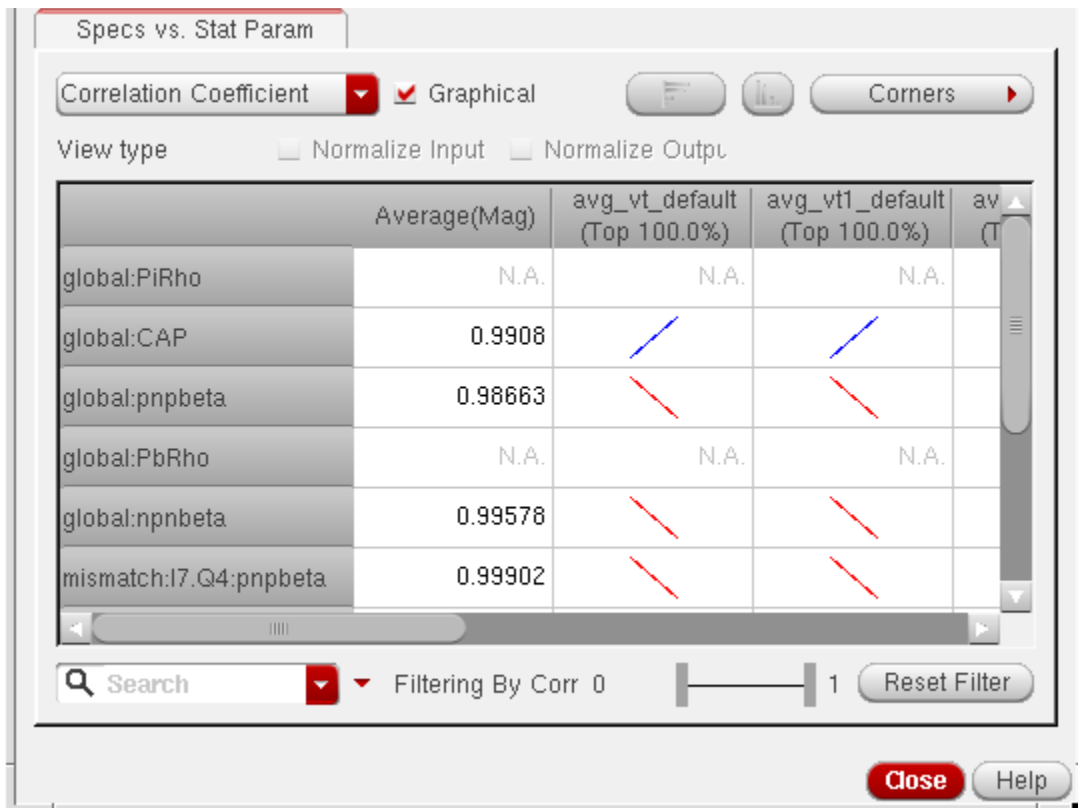 Specs vs. Stat Param
Correlation Coefficient Graphical Corners
View type Normalize Input Normalize Outpu
Average(Mag) avg_vt_default (Top 100.0%) avg_vt1_default (Top 100.0%) av (T
global:PiRho N.A. N.A. N.A.
global:CAP 0.9908
global:pnpbeta 0.98663
global:PbRho N.A. N.A. N.A.
global:npnbeta 0.99578
mismatch:I7.Q4:pnpbeta 0.99902
Search Filtering By Corr 0 1 Reset Filter
Close Help